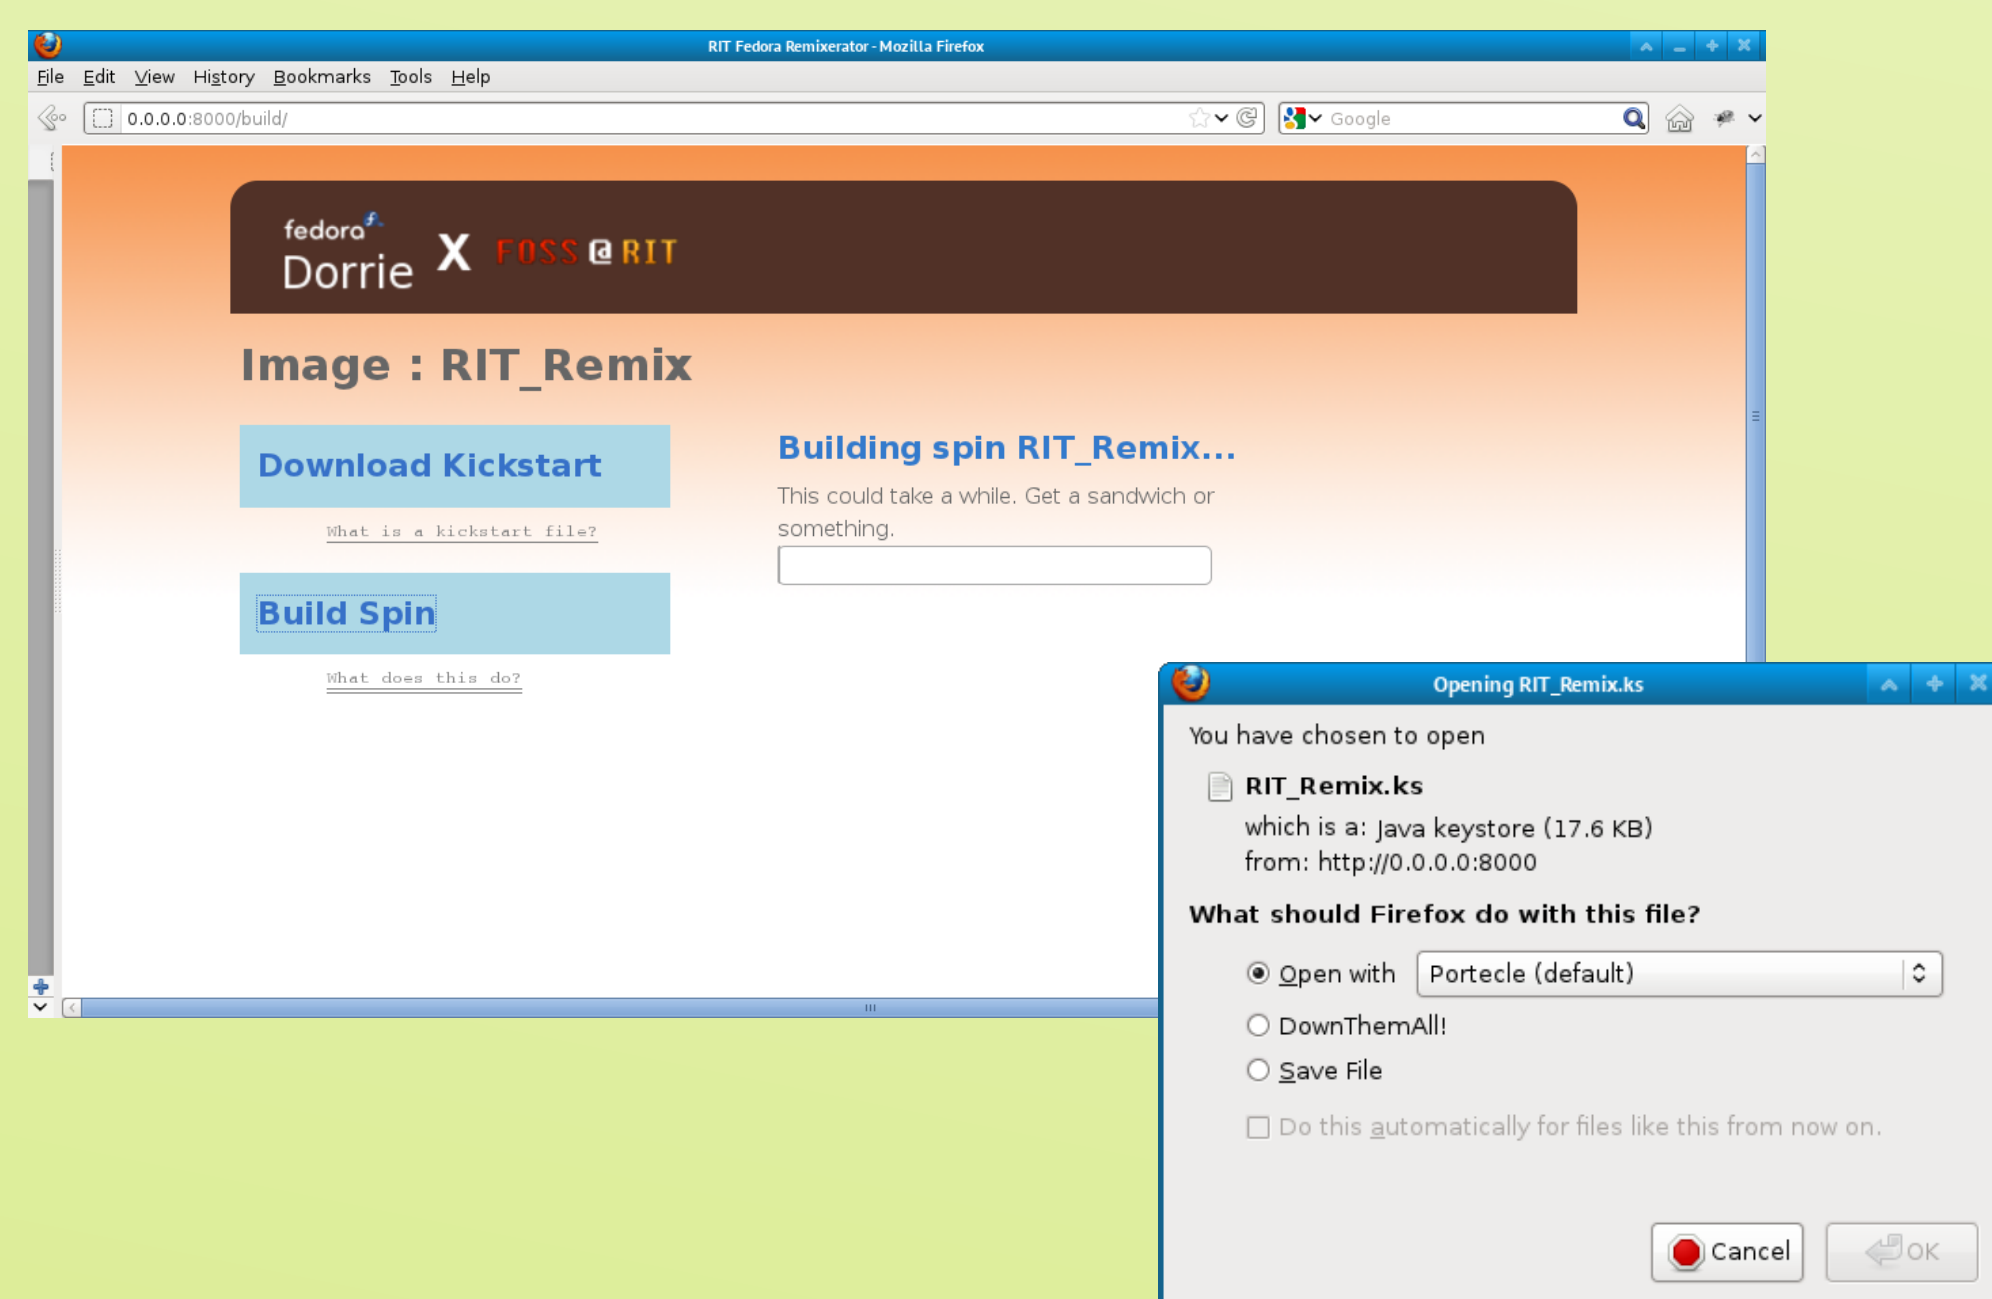 RIT Fedora Remixerator - Mozilla Firefox
File Edit View History Bookmarks Tools Help
0.0.0.0:8000/build/
Google
fedora
Dorrie X FOSS @ RIT
Image : RIT_Remix
Download Kickstart
What is a kickstart file?
Build Spin
What does this do?
Building spin RIT_Remix...
This could take a while. Get a sandwich or
something.
Opening RIT_Remix.ks
You have chosen to open
RIT_Remix.ks
which is a: Java keystore (17.6 KB)
from: http://0.0.0.0:8000
What should Firefox do with this file?
Open with Portecle (default)
DownThemAll!
Save File
Do this automatically for files like this from now on.
Cancel OK